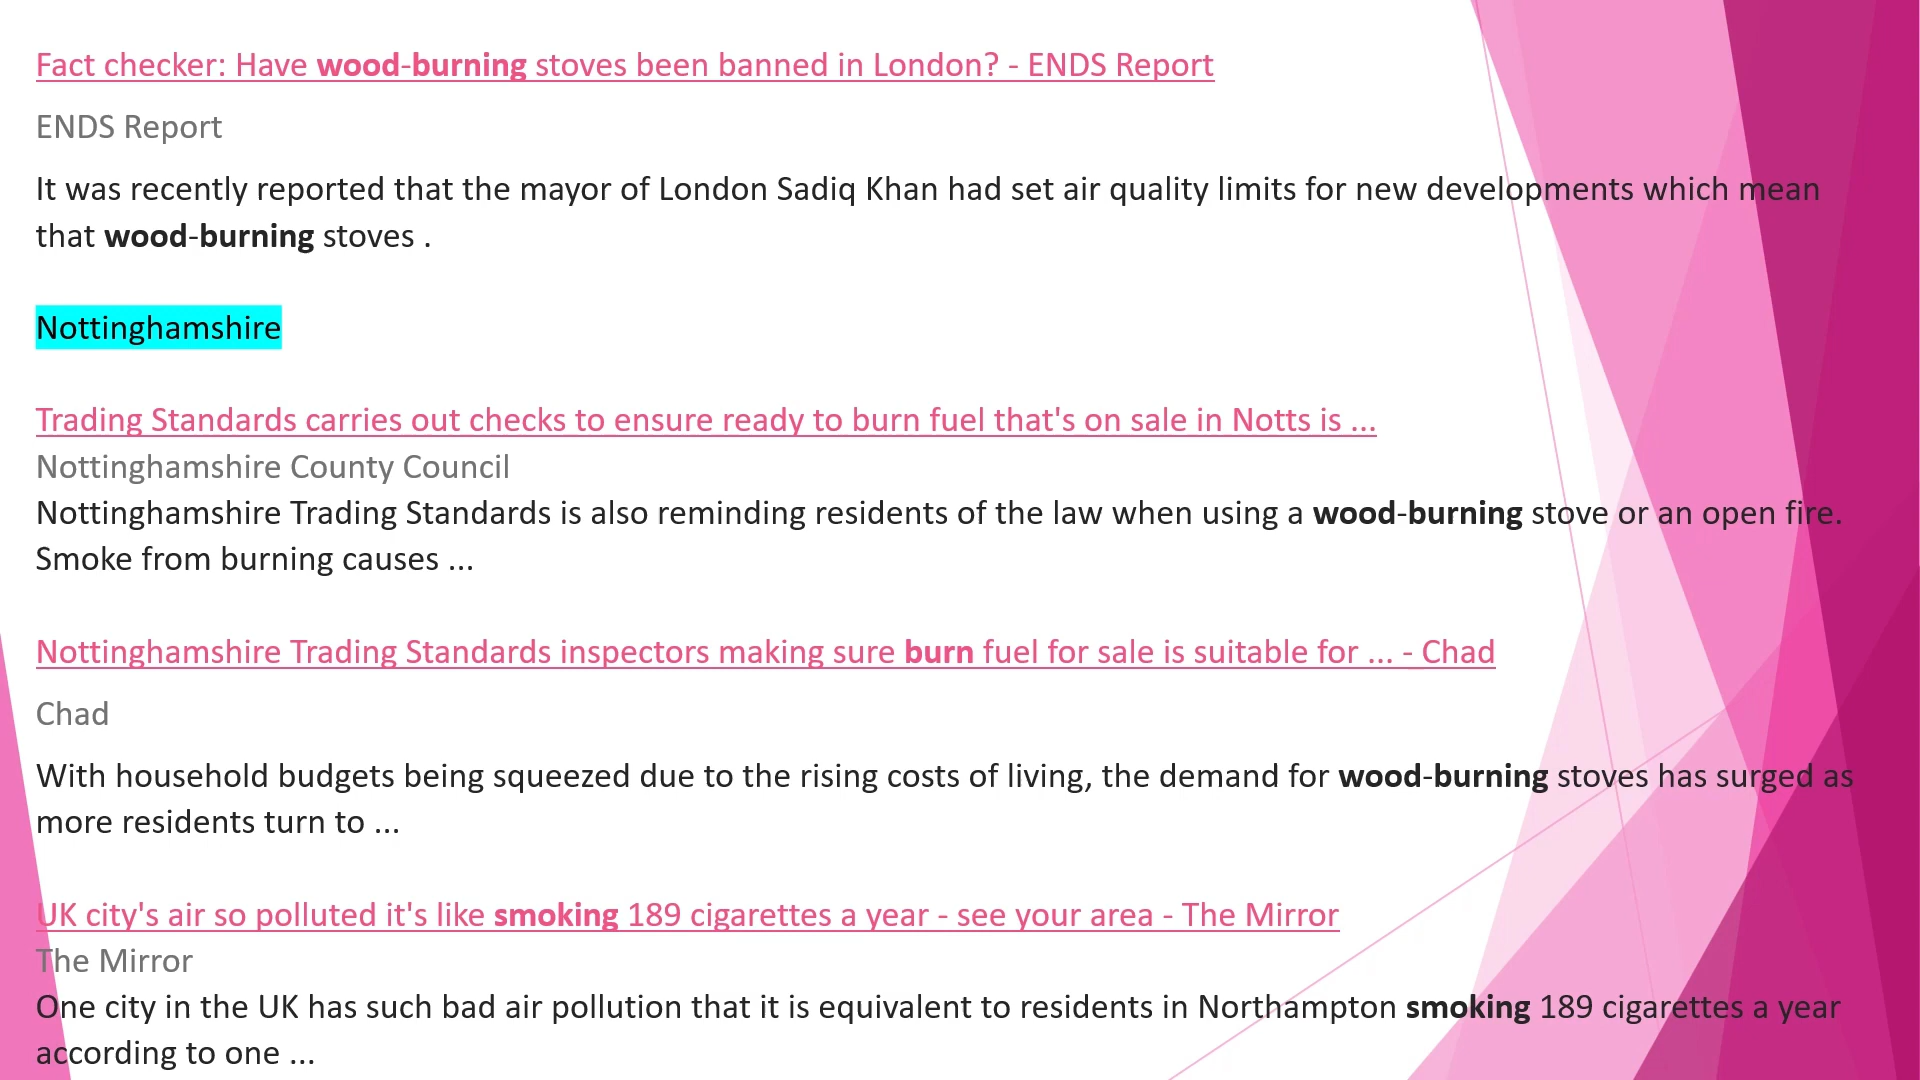 Fact checker: Have wood-burning stoves been banned in London? - ENDS Report
ENDS Report
It was recently reported that the mayor of London Sadiq Khan had set air quality limits for new developments which mean
that wood-burning stoves .
Nottinghamshire
Trading Standards carries out checks to ensure ready to burn fuel that's on sale in Notts is ...
Nottinghamshire County Council
Nottinghamshire Trading Standards is also reminding residents of the law when using a wood-burning stove or an open fire.
Smoke from burning causes ...
Nottinghamshire Trading Standards inspectors making sure burn fuel for sale is suitable for ... - Chad
Chad
With household budgets being squeezed due to the rising costs of living, the demand for wood-burning stoves has surged as
more residents turn to ...
UK city's air so polluted it's like smoking 189 cigarettes a year - see your area - The Mirror
The Mirror
One city in the UK has such bad air pollution that it is equivalent to residents in Northampton smoking 189 cigarettes a year
according to one ...